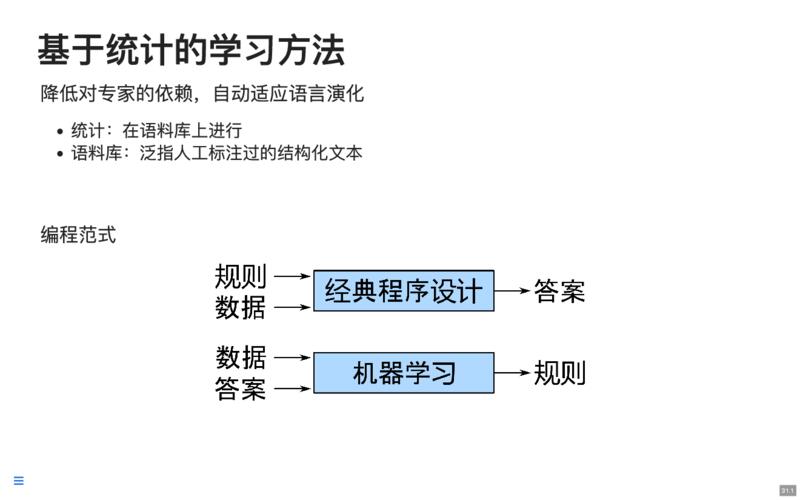 基于统计的学习方法
降低对专家的依赖，自动适应语言演化
统计：在语料库上进行
语料库：泛指人工标注过的结构化文本
编程范式
规则
数据
经典程序设计
答案
数据
答案
机器学习
规则
31.1